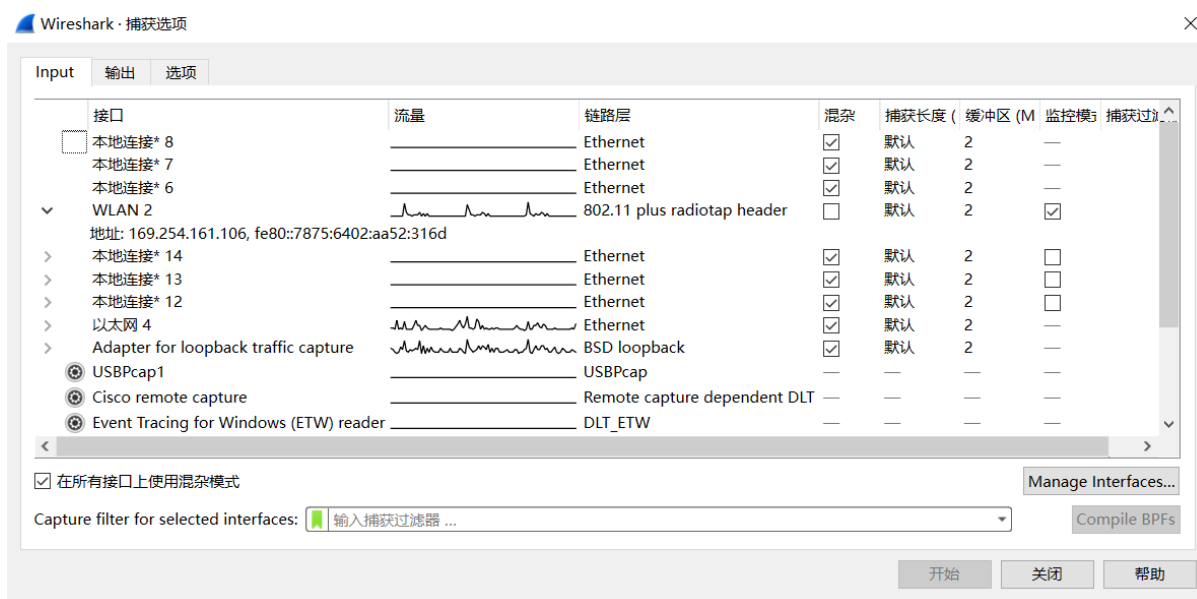 Wireshark · 捕获选项
Input 输出 选项
接口 流量 链路层 混杂 捕获长度 ( 缓冲区 (M 监控模式 捕获过滤
本地连接* 8 Ethernet 默认 2 —
本地连接* 7 Ethernet 默认 2 —
本地连接* 6 Ethernet 默认 2 —
WLAN 2 802.11 plus radiotap header 默认 2
地址: 169.254.161.106, fe80::7875:6402:aa52:316d
本地连接* 14 Ethernet 默认 2
本地连接* 13 Ethernet 默认 2
本地连接* 12 Ethernet 默认 2
以太网 4 Ethernet 默认 2 —
Adapter for loopback traffic capture BSD loopback 默认 2 —
USBPcap1 USBPcap — — — —
Cisco remote capture Remote capture dependent DLT — — — —
Event Tracing for Windows (ETW) reader DLT_ETW — — — —
在所有接口上使用混杂模式
Manage Interfaces...
Capture filter for selected interfaces: 输入捕获过滤器 ...
Compile BPFs
开始 关闭 帮助